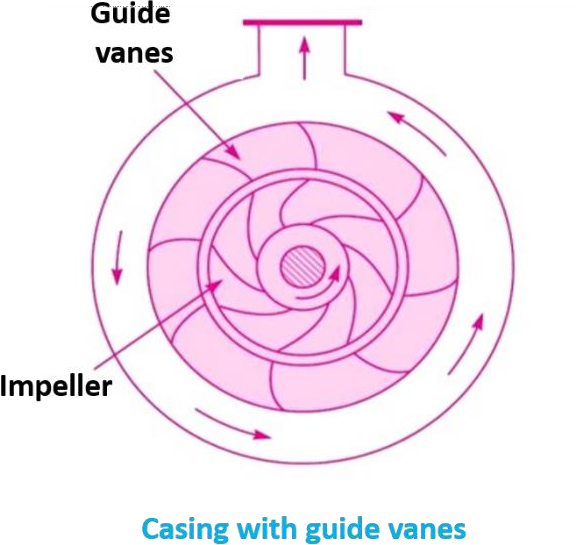 Guide
vanes
Impeller
Casing with guide vanes